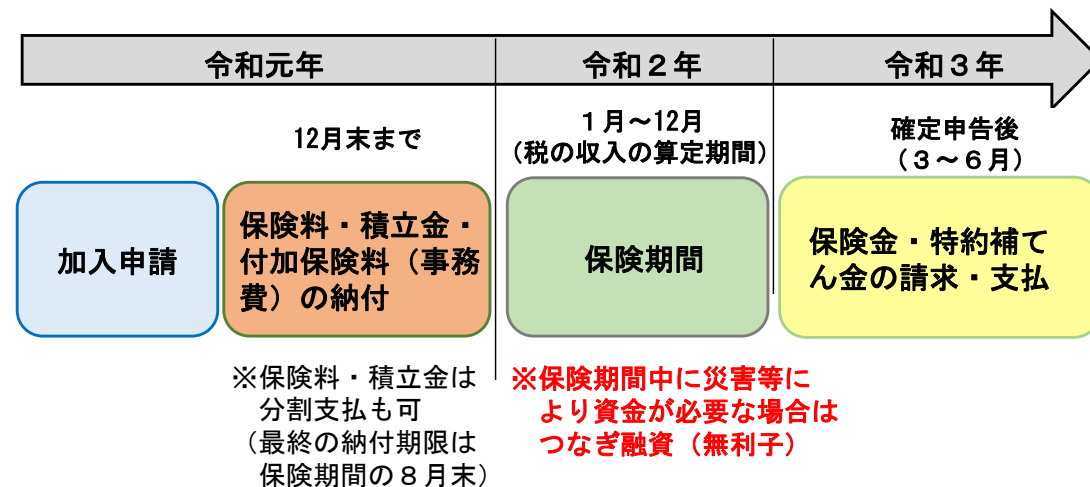 令和元年
令和２年
令和３年
12月末まで
１月～12月
（税の収入の算定期間）
確定申告後
（３～６月）
加入申請
保険料・積立金・
付加保険料（事務
費）の納付
保険期間
保険金・特約補て
ん金の請求・支払
※保険料・積立金は
分割支払も可
（最終の納付期限は
保険期間の８月末）
※保険期間中に災害等に
より資金が必要な場合は
つなぎ融資（無利子）